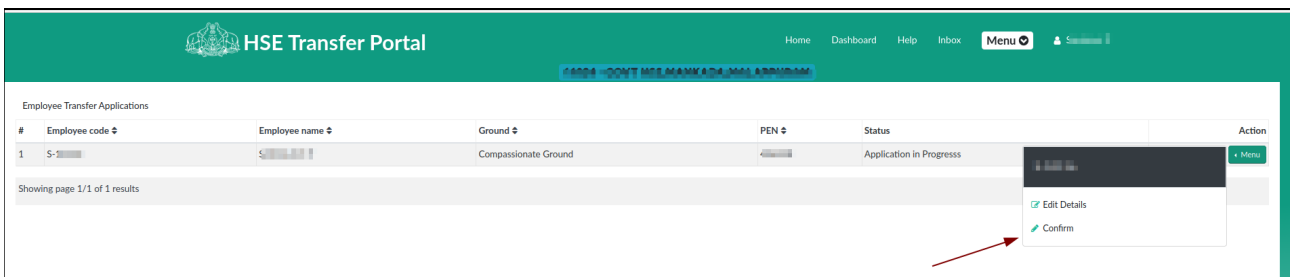 HSE Transfer Portal
Home Dashboard Help Inbox Menu
Employee Transfer Applications
# Employee code Employee name Ground PEN Status Action
1 Compassionate Ground Application in Progresss Menu
Showing page 1/1 of 1 results
Edit Details
Confirm